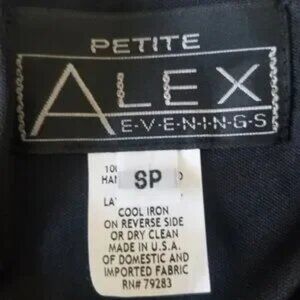 PETITE
ALEX
E·V·E·N·I·N·G·S
SP
COOL IRON
ON REVERSE SIDE
OR DRY CLEAN
MADE IN U.S.A.
OF DOMESTIC AND
IMPORTED FABRIC
RN# 79283